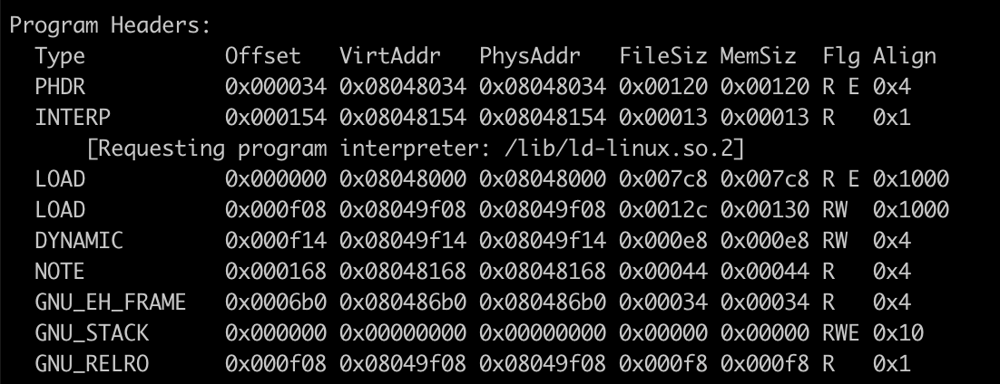 Program Headers:
  Type           Offset   VirtAddr   PhysAddr   FileSiz MemSiz  Flg Align
  PHDR           0x000034 0x08048034 0x08048034 0x00120 0x00120 R E 0x4
  INTERP         0x000154 0x08048154 0x08048154 0x00013 0x00013 R   0x1
      [Requesting program interpreter: /lib/ld-linux.so.2]
  LOAD           0x000000 0x08048000 0x08048000 0x007c8 0x007c8 R E 0x1000
  LOAD           0x000f08 0x08049f08 0x08049f08 0x0012c 0x00130 RW  0x1000
  DYNAMIC        0x000f14 0x08049f14 0x08049f14 0x000e8 0x000e8 RW  0x4
  NOTE           0x000168 0x08048168 0x08048168 0x00044 0x00044 R   0x4
  GNU_EH_FRAME   0x0006b0 0x080486b0 0x080486b0 0x00034 0x00034 R   0x4
  GNU_STACK      0x000000 0x00000000 0x00000000 0x00000 0x00000 RWE 0x10
  GNU_RELRO      0x000f08 0x08049f08 0x08049f08 0x000f8 0x000f8 R   0x1